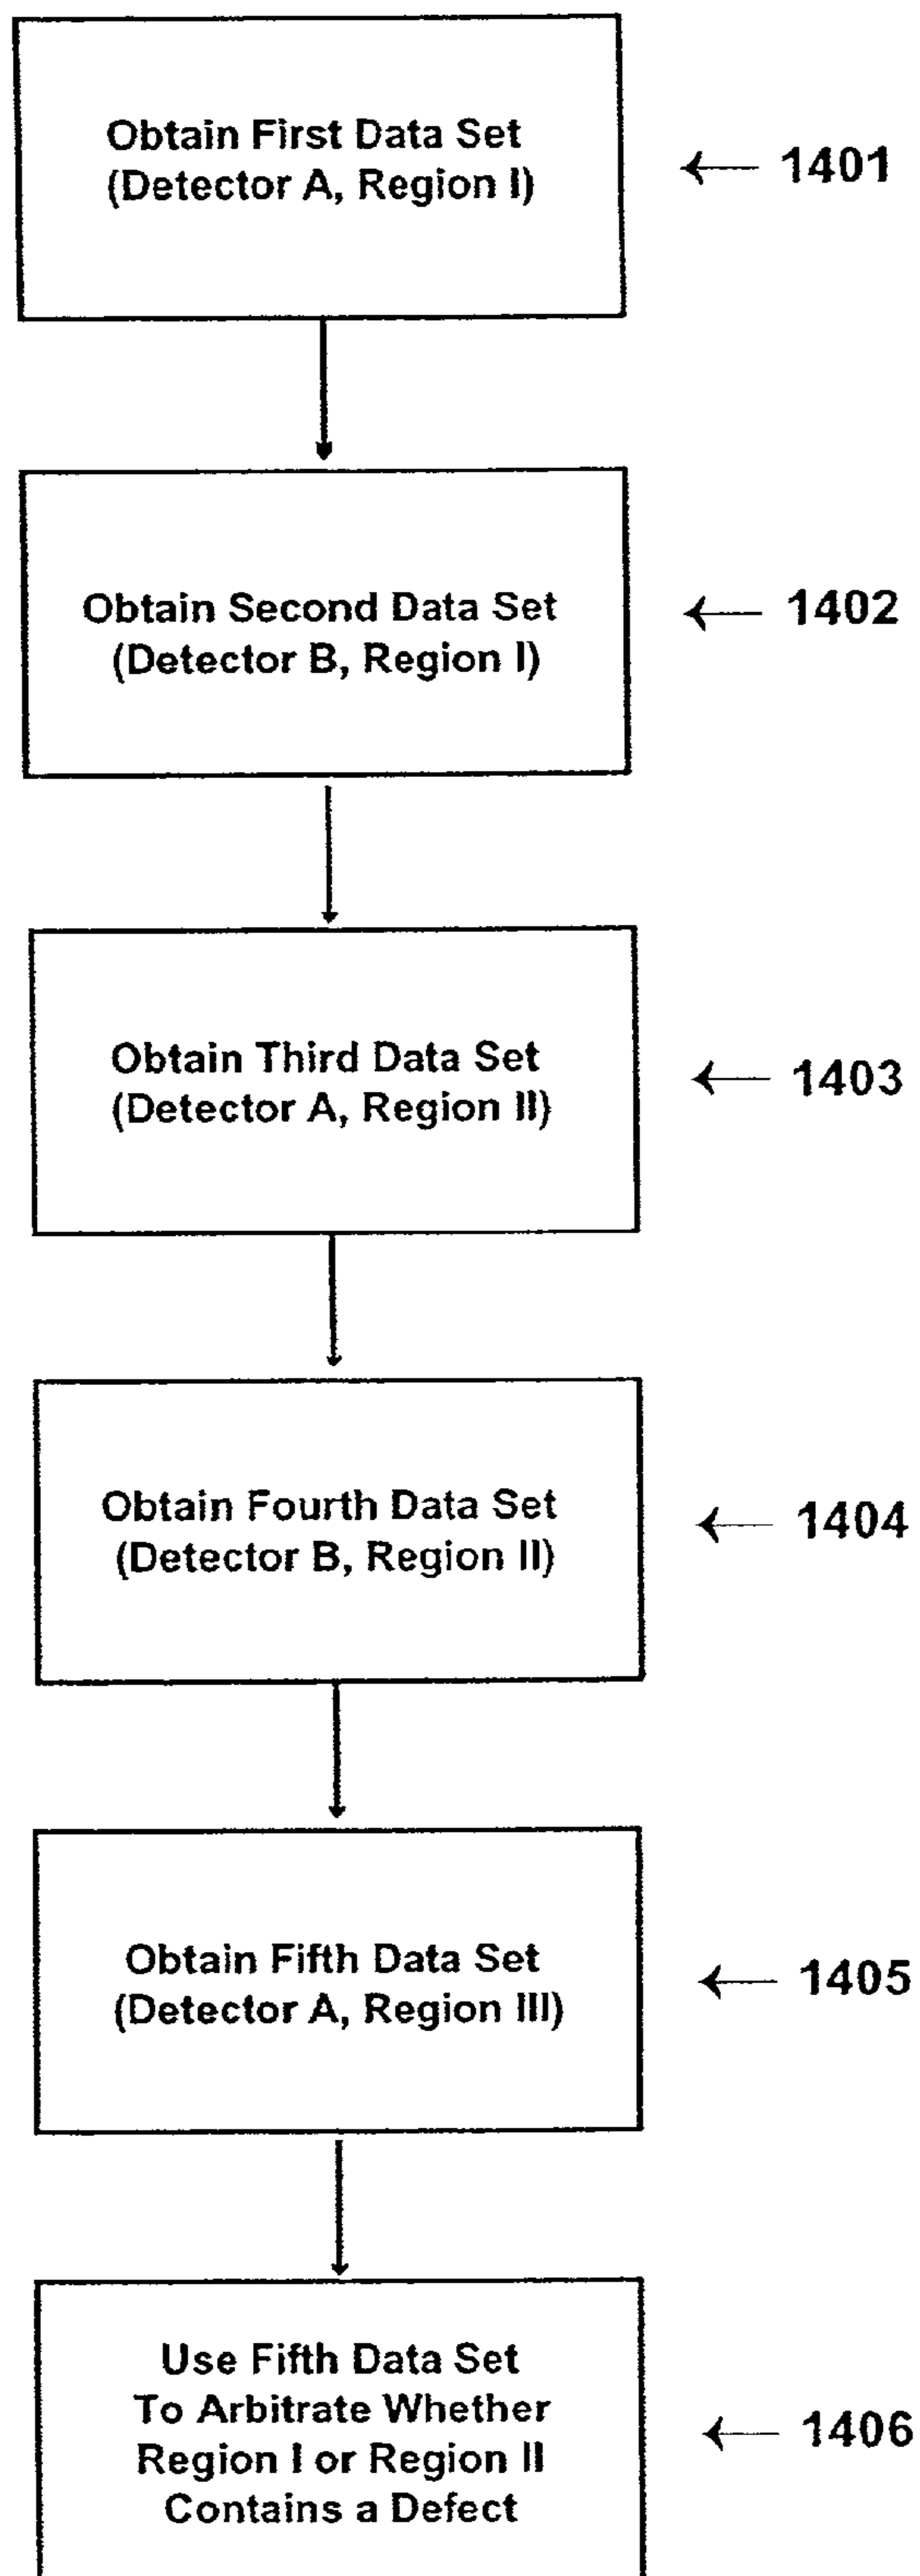 Obtain First Data Set
(Detector A, Region I)
1401
Obtain Second Data Set
(Detector B, Region I)
1402
Obtain Third Data Set
(Detector A, Region II)
1403
Obtain Fourth Data Set
(Detector B, Region II)
1404
Obtain Fifth Data Set
(Detector A, Region III)
1405
Use Fifth Data Set
To Arbitrate Whether
Region I or Region II
Contains a Defect
1406